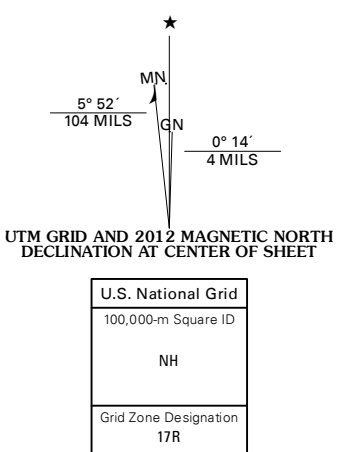 ★
MN
5° 52´
104 MILS
GN
0° 14´
4 MILS
UTM GRID AND 2012 MAGNETIC NORTH
DECLINATION AT CENTER OF SHEET
U.S. National Grid
100,000-m Square ID
NH
Grid Zone Designation
17R